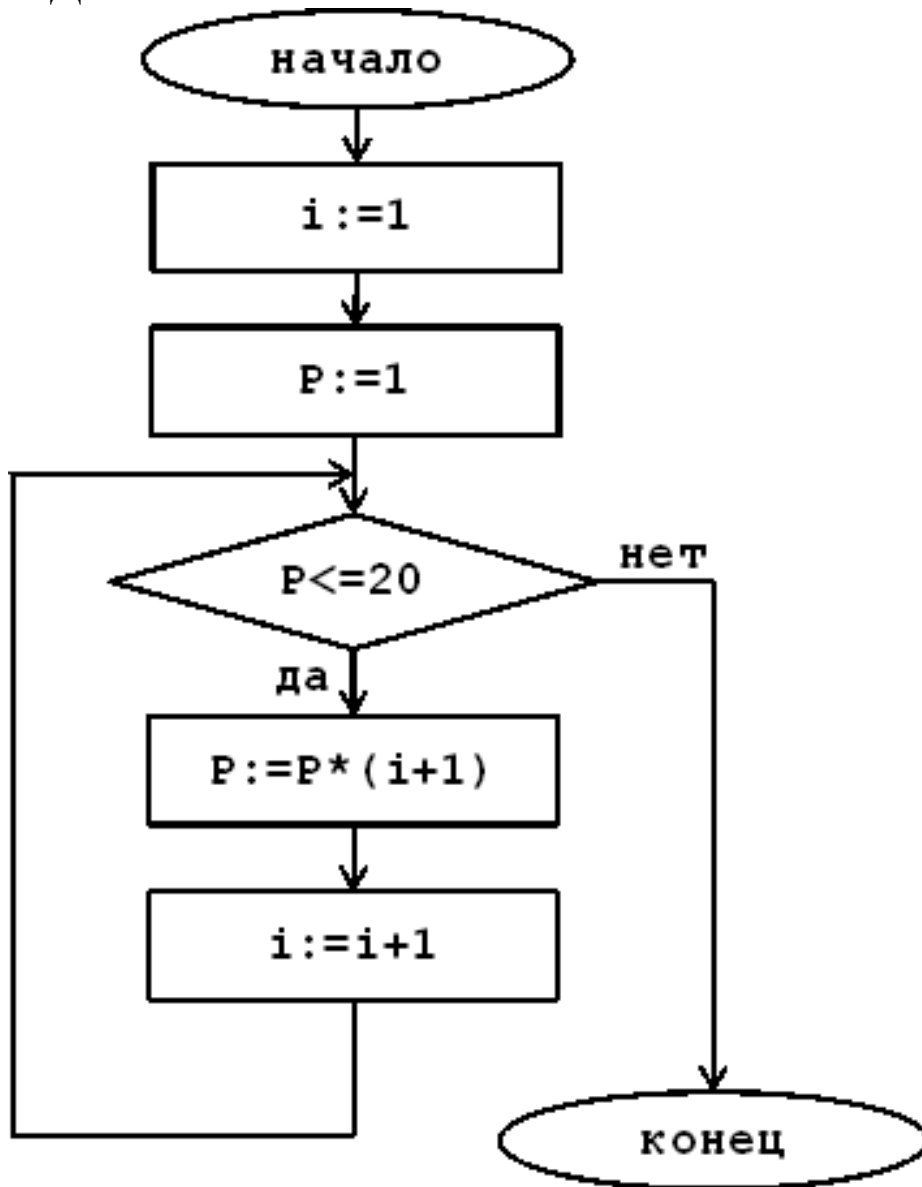 начало
i:=1
P:=1
P<=20
нет
да
P:=P*(i+1)
i:=i+1
конец